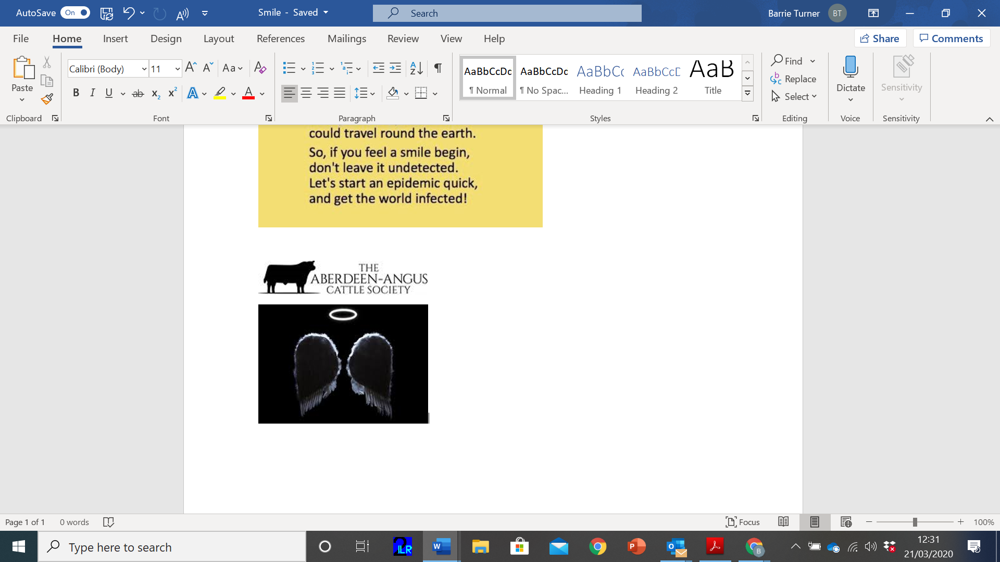 AutoSave On Smile - Saved Search Barrie Turner BT
File Home Insert Design Layout References Mailings Review View Help Share Comments
Paste Calibri (Body) 11 Aa AaBbCcDc AaBbCcDc AaBbCc AaBbCcD AaB Find Replace Select Dictate Sensitivity
¶ Normal ¶ No Spac... Heading 1 Heading 2 Title
Clipboard Font Paragraph Styles Editing Voice Sensitivity
could travel round the earth.
So, if you feel a smile begin,
don't leave it undetected.
Let's start an epidemic quick,
and get the world infected!
THE
ABERDEEN-ANGUS
CATTLE SOCIETY
Page 1 of 1 0 words Focus 100%
Type here to search 12:31
21/03/2020